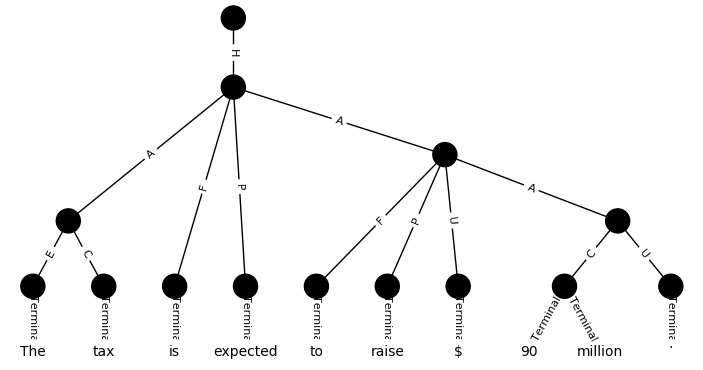 H
A
A
F
P
F
P
U
A
E
C
C
U
Termina
Termina
Termina
Termina
Termina
Termina
Termina
Terminal
Terminal
Termina
The tax is expected to raise $ 90 million .